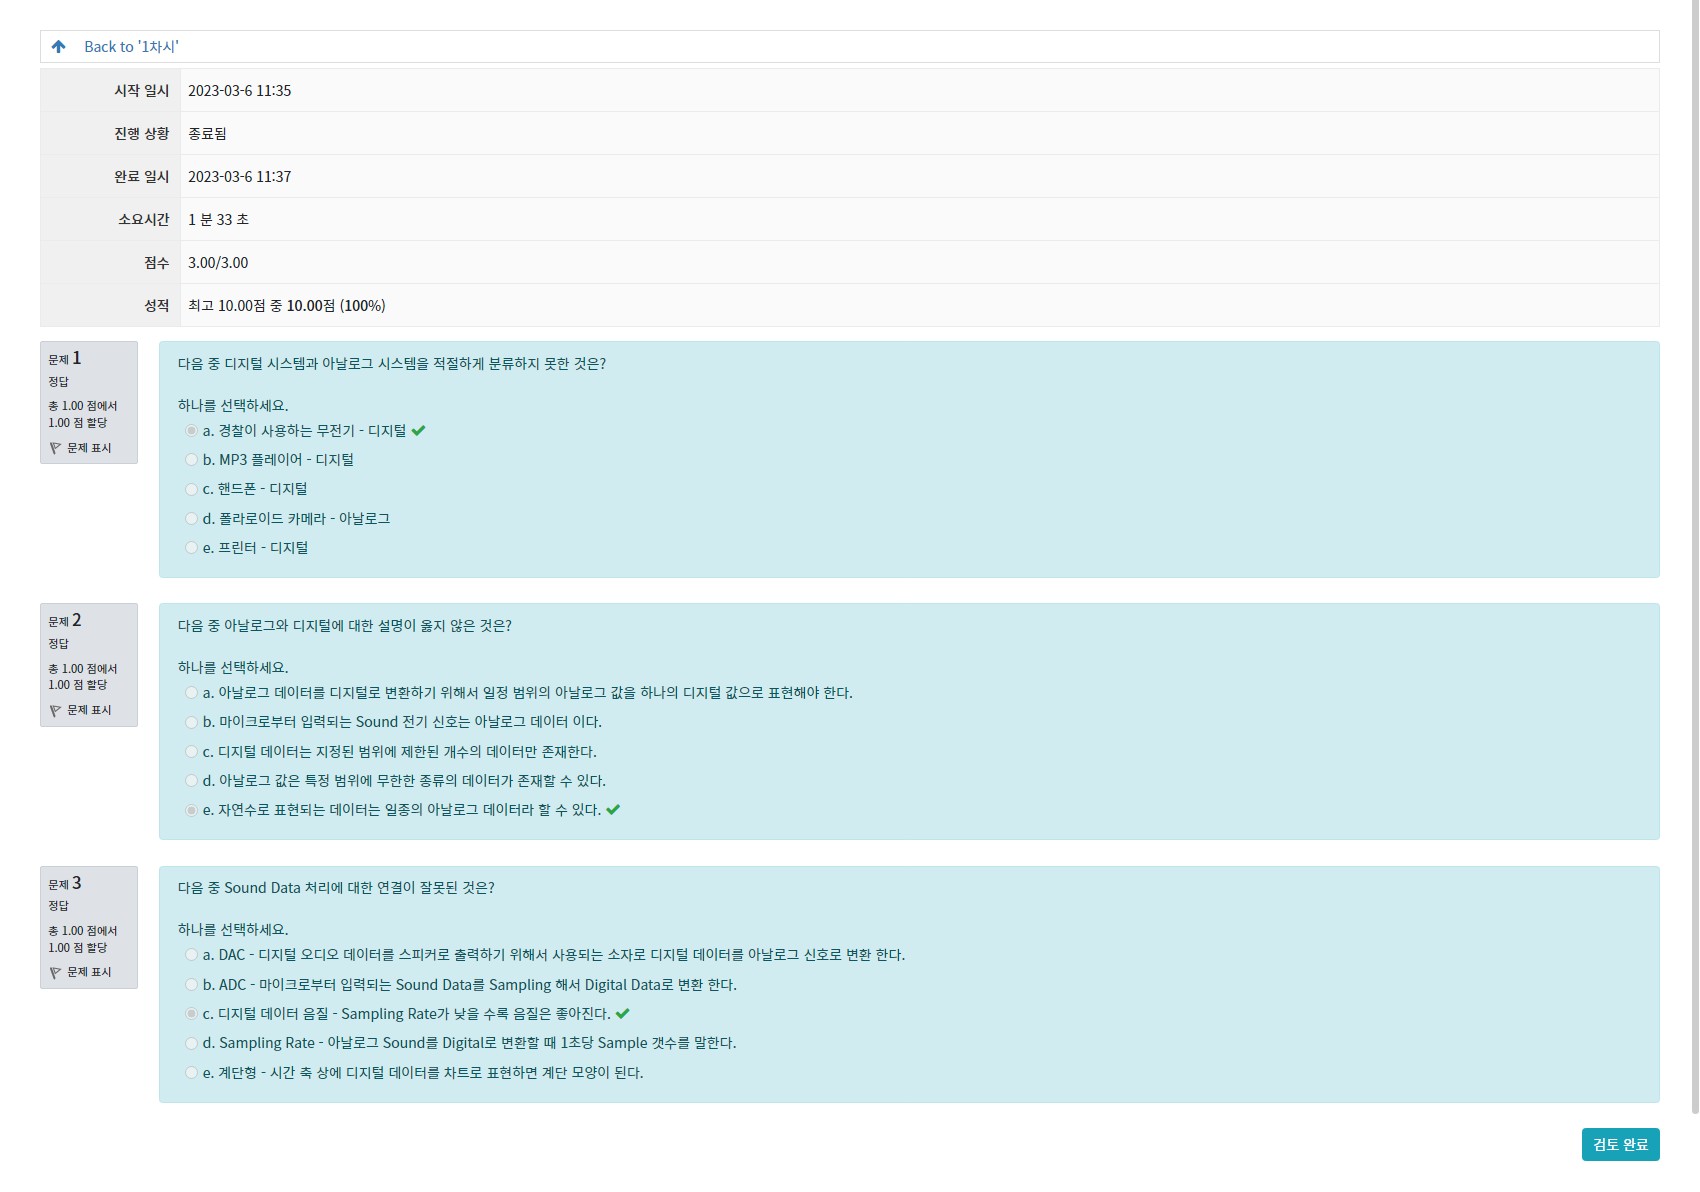 Back to '1차시'
시작 일시 2023-03-6 11:35
진행 상황 종료됨
완료 일시 2023-03-6 11:37
소요시간 1 분 33 초
점수 3.00/3.00
성적 최고 10.00점 중 10.00점 (100%)
문제 1
정답
총 1.00 점에서
1.00 점 할당
문제 표시
다음 중 디지털 시스템과 아날로그 시스템을 적절하게 분류하지 못한 것은?
하나를 선택하세요.
a. 경찰이 사용하는 무전기 - 디지털
b. MP3 플레이어 - 디지털
c. 핸드폰 - 디지털
d. 폴라로이드 카메라 - 아날로그
e. 프린터 - 디지털
문제 2
정답
총 1.00 점에서
1.00 점 할당
문제 표시
다음 중 아날로그와 디지털에 대한 설명이 옳지 않은 것은?
하나를 선택하세요.
a. 아날로그 데이터를 디지털로 변환하기 위해서 일정 범위의 아날로그 값을 하나의 디지털 값으로 표현해야 한다.
b. 마이크로부터 입력되는 Sound 전기 신호는 아날로그 데이터 이다.
c. 디지털 데이터는 지정된 범위에 제한된 개수의 데이터만 존재한다.
d. 아날로그 값은 특정 범위에 무한한 종류의 데이터가 존재할 수 있다.
e. 자연수로 표현되는 데이터는 일종의 아날로그 데이터라 할 수 있다.
문제 3
정답
총 1.00 점에서
1.00 점 할당
문제 표시
다음 중 Sound Data 처리에 대한 연결이 잘못된 것은?
하나를 선택하세요.
a. DAC - 디지털 오디오 데이터를 스피커로 출력하기 위해서 사용되는 소자로 디지털 데이터를 아날로그 신호로 변환 한다.
b. ADC - 마이크로부터 입력되는 Sound Data를 Sampling 해서 Digital Data로 변환 한다.
c. 디지털 데이터 음질 - Sampling Rate가 낮을 수록 음질은 좋아진다.
d. Sampling Rate - 아날로그 Sound를 Digital로 변환할 때 1초당 Sample 갯수를 말한다.
e. 계단형 - 시간 축 상에 디지털 데이터를 차트로 표현하면 계단 모양이 된다.
검토 완료